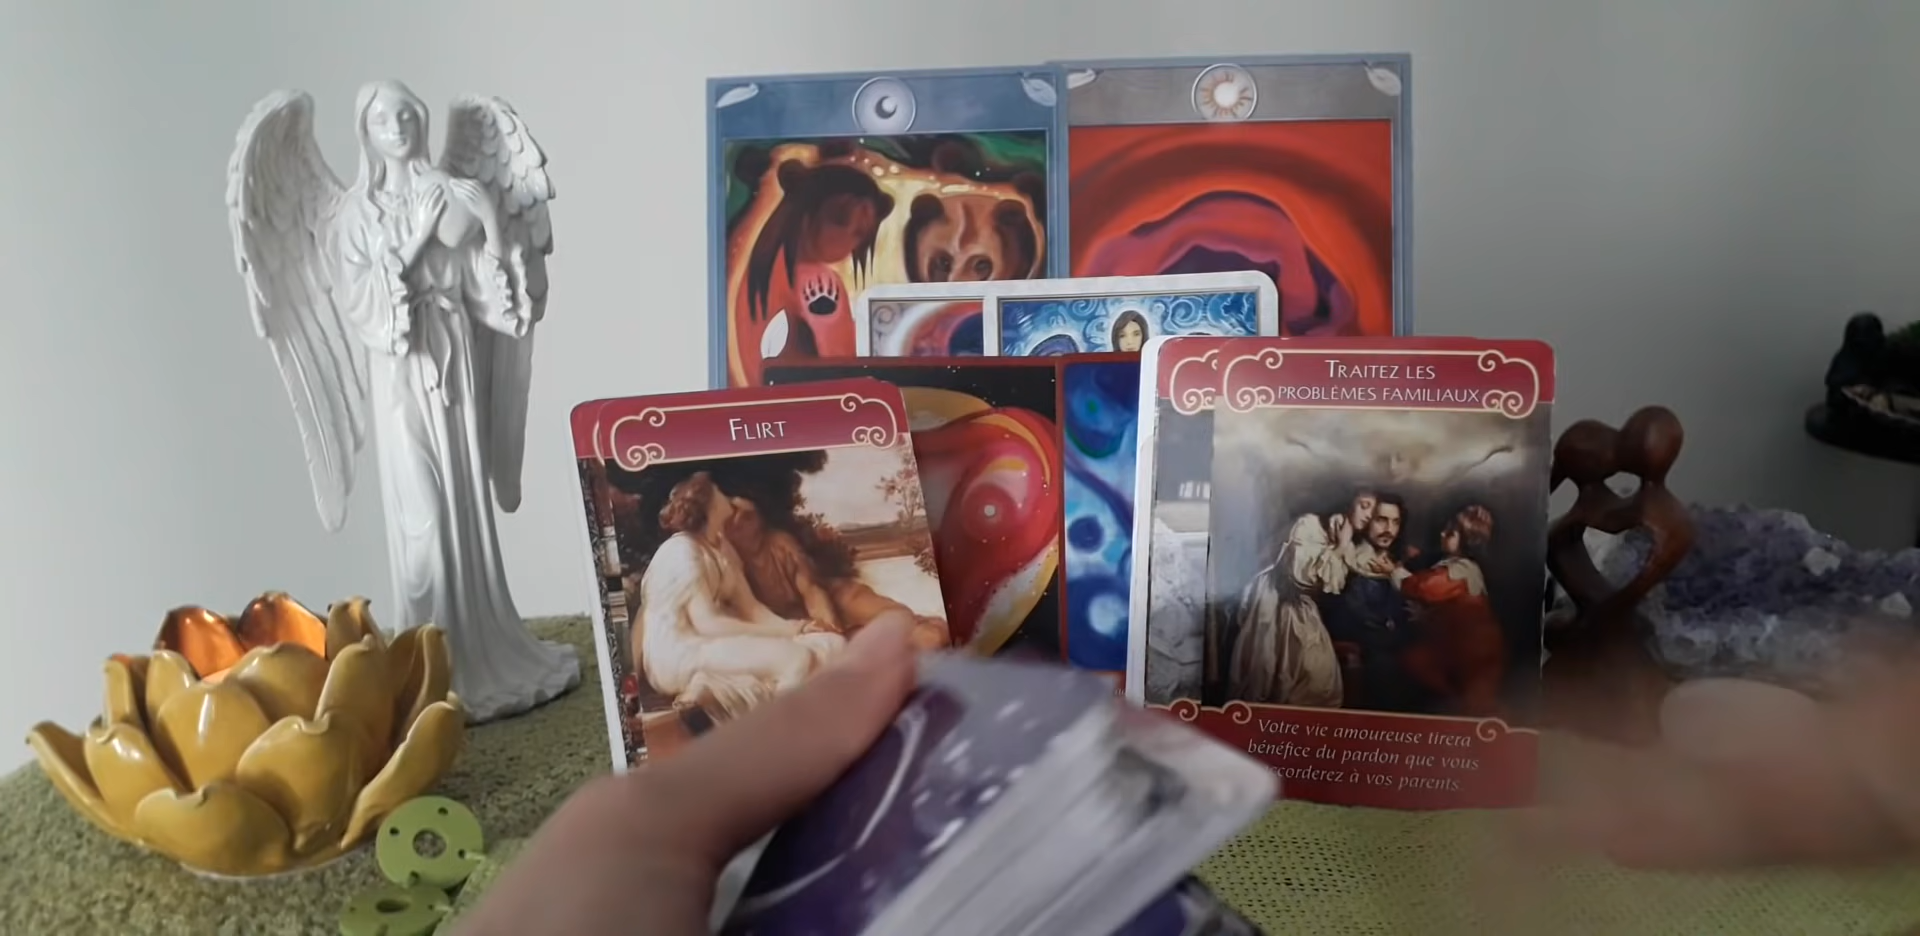 FLIRT
TRAITEZ LES
PROBLÈMES FAMILIAUX
Votre vie amoureuse tirera
bénéfice du pardon que vous
accorderez à vos parents.